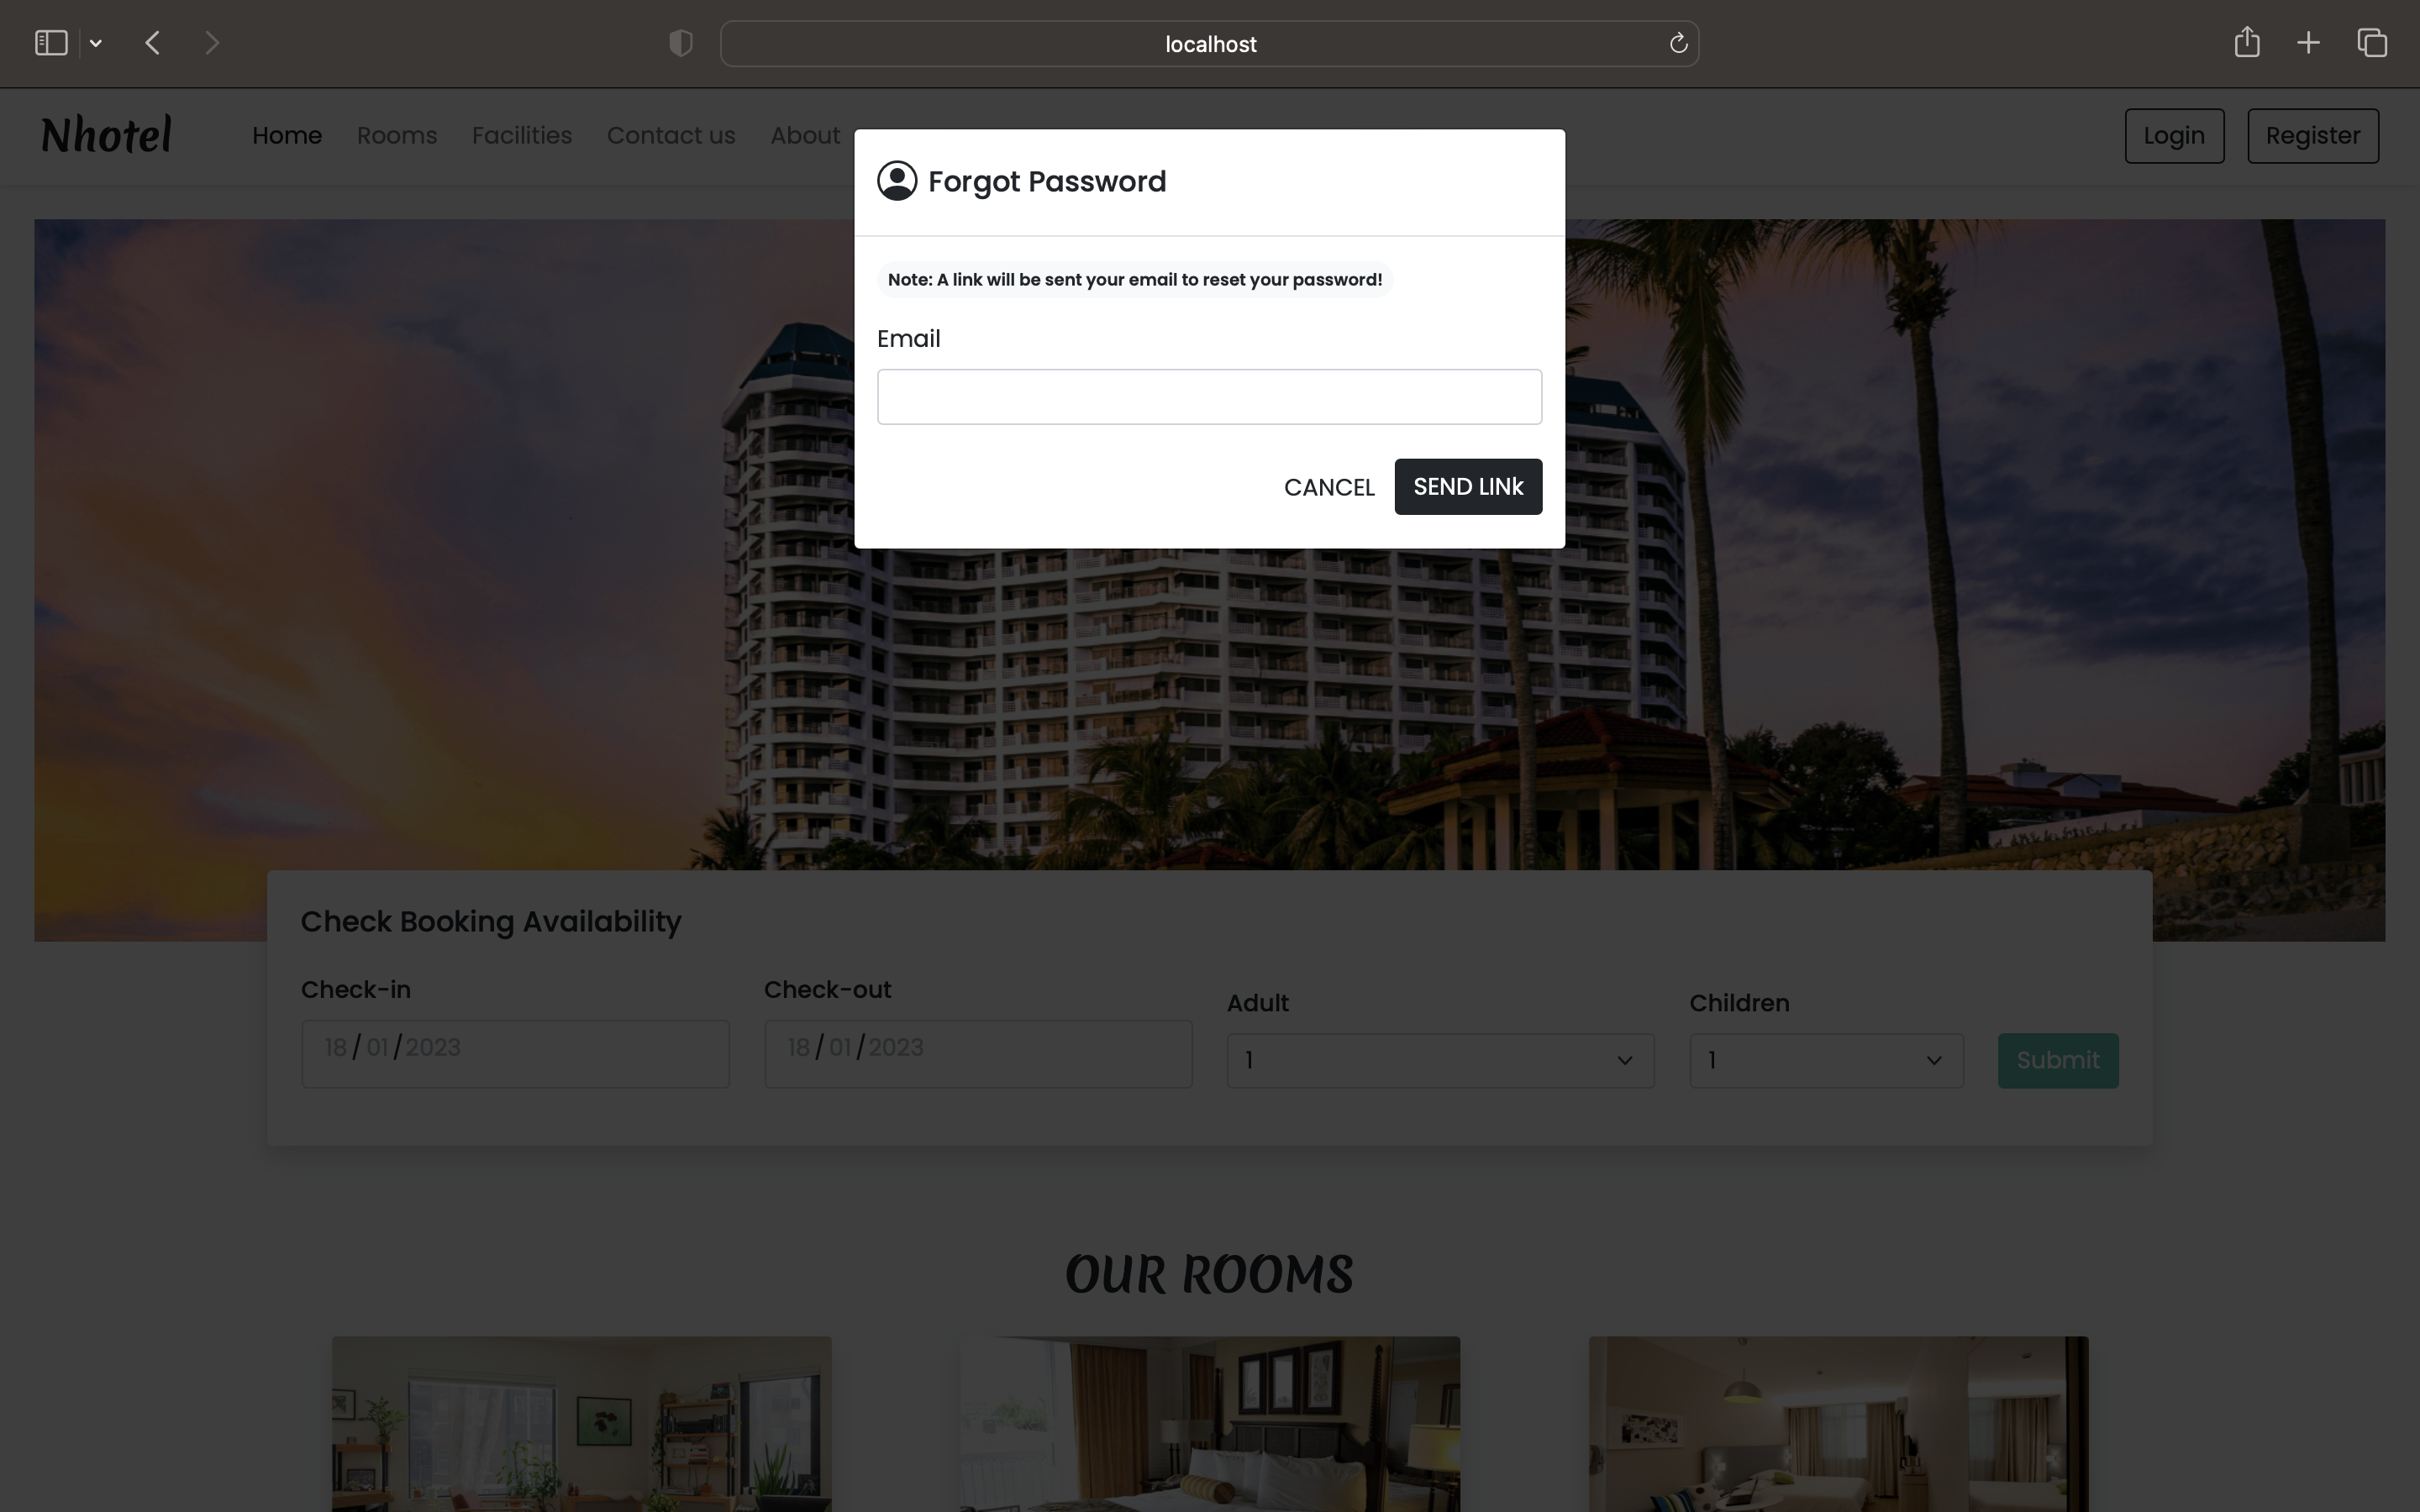 localhost
Nhotel
Home Rooms Facilities Contact us About
Login Register
Forgot Password
Note: A link will be sent your email to reset your password!
Email
CANCEL SEND LINk
Check Booking Availability
Check-in Check-out Adult Children
18/01/2023 18/01/2023 1 1 Submit
OUR ROOMS